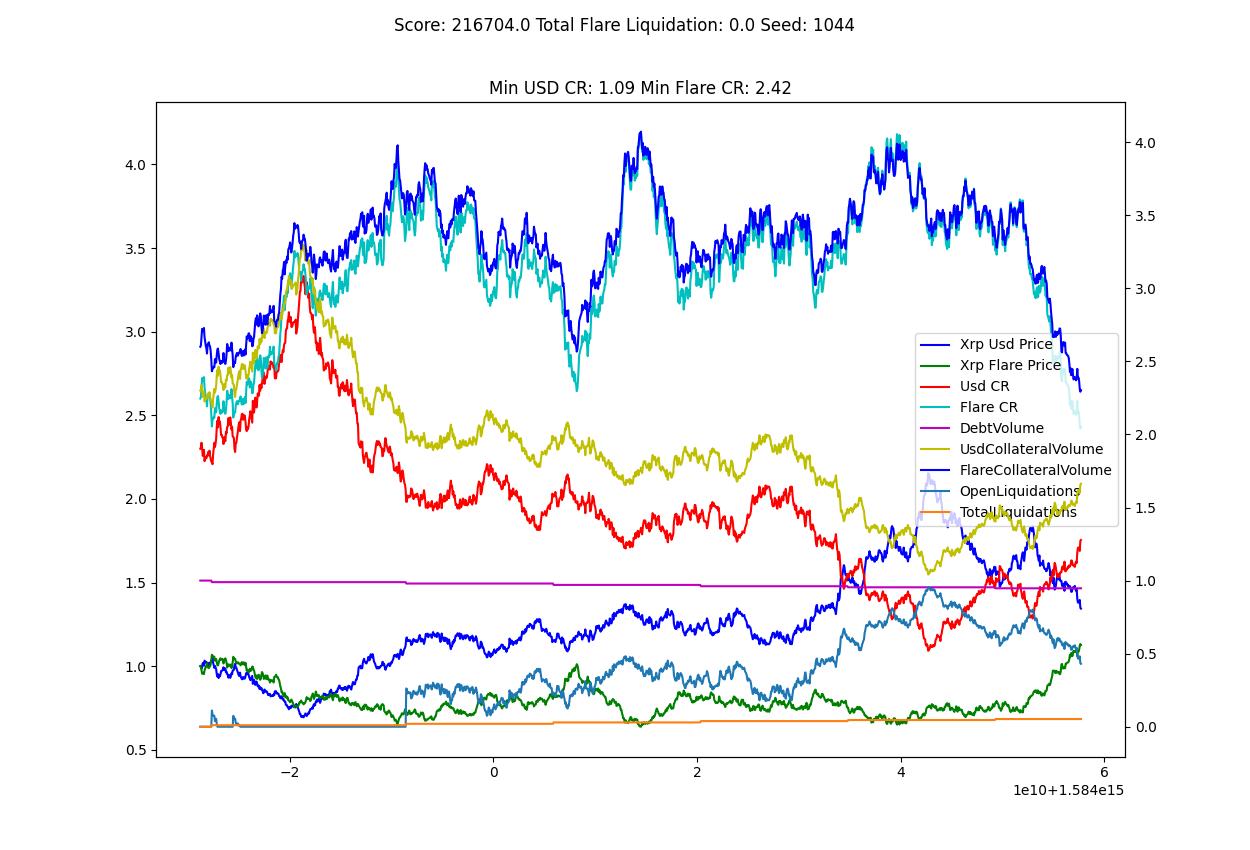 Score: 216704.0 Total Flare Liquidation: 0.0 Seed: 1044
Min USD CR: 1.09 Min Flare CR: 2.42
4.0
3.5
3.0
2.5
2.0
1.5
1.0
0.5
4.0
3.5
3.0
2.5
2.0
1.5
1.0
0.5
0.0
Xrp Usd Price
Xrp Flare Price
Usd CR
Flare CR
DebtVolume
UsdCollateralVolume
FlareCollateralVolume
OpenLiquidations
TotalLiquidations
−2 0 2 4 6
1e10+1.584e15